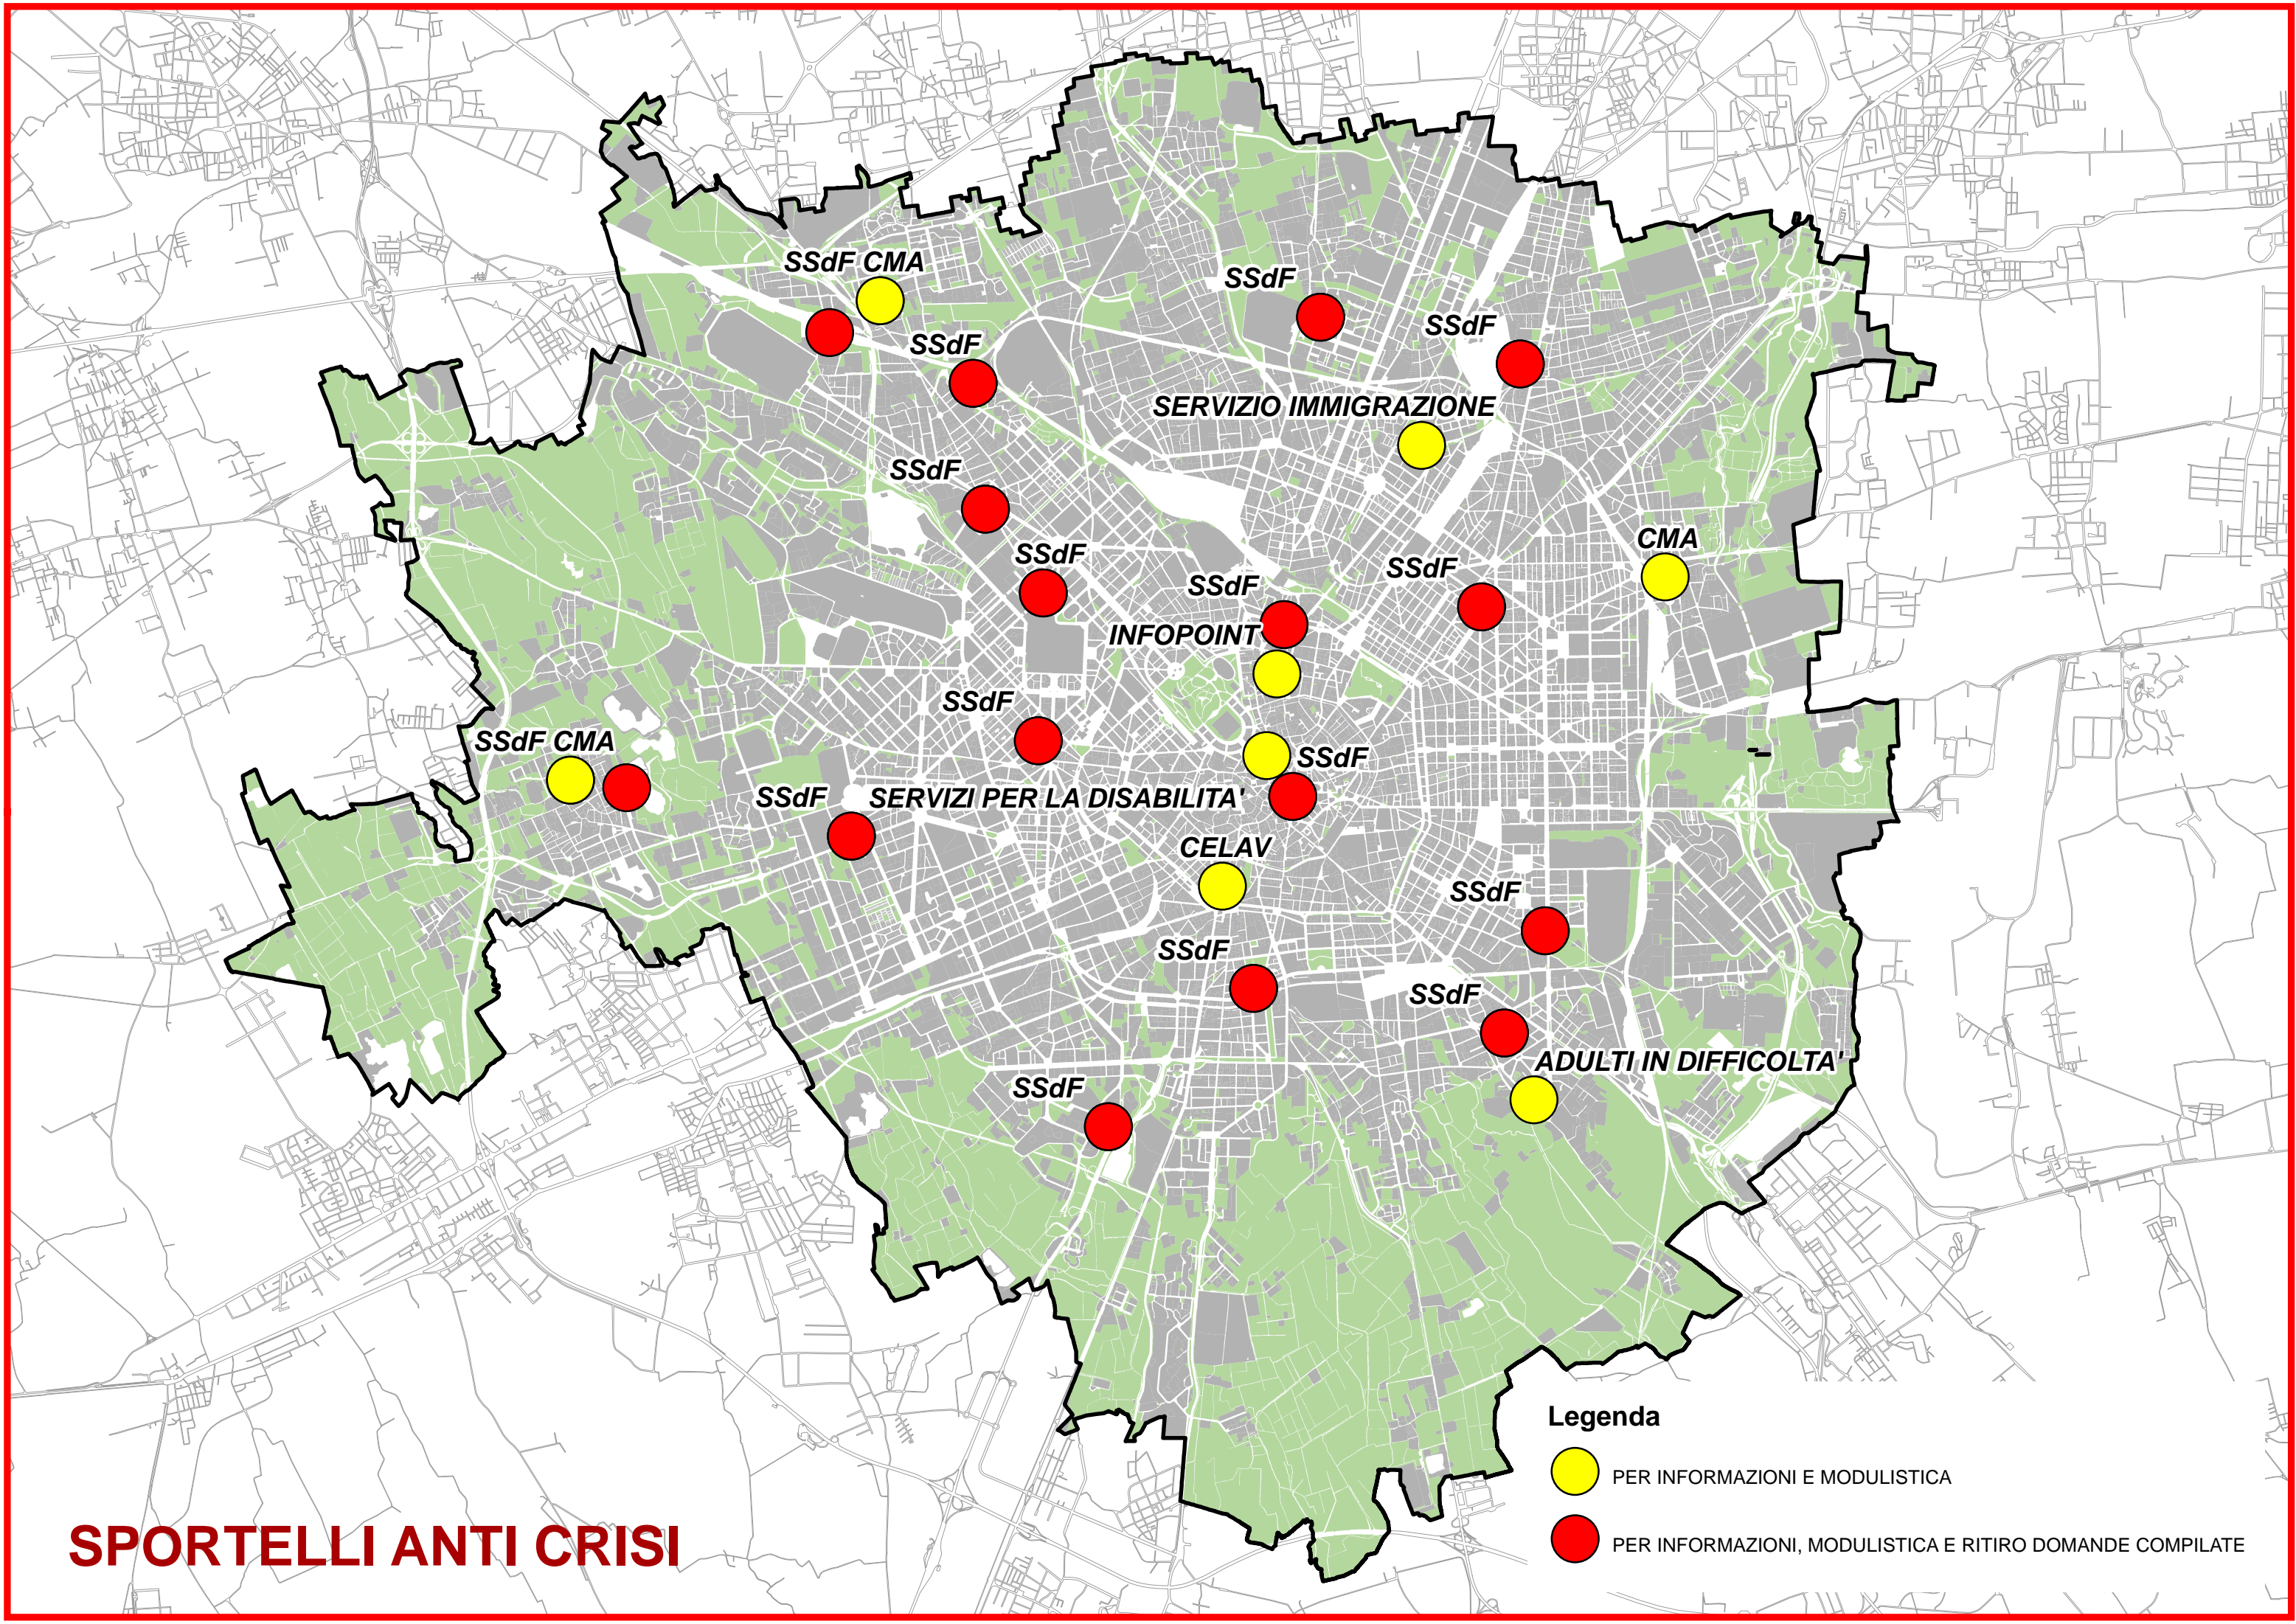 SSdF CMA
SSdF
SSdF
SSdF
SERVIZIO IMMIGRAZIONE
SSdF
CMA
SSdF
SSdF
SSdF
INFOPOINT
SSdF
SSdF CMA
SSdF
SSdF
SERVIZI PER LA DISABILITA'
CELAV
SSdF
SSdF
SSdF
ADULTI IN DIFFICOLTA'
SSdF
Legenda
PER INFORMAZIONI E MODULISTICA
PER INFORMAZIONI, MODULISTICA E RITIRO DOMANDE COMPILATE
SPORTELLI ANTI CRISI